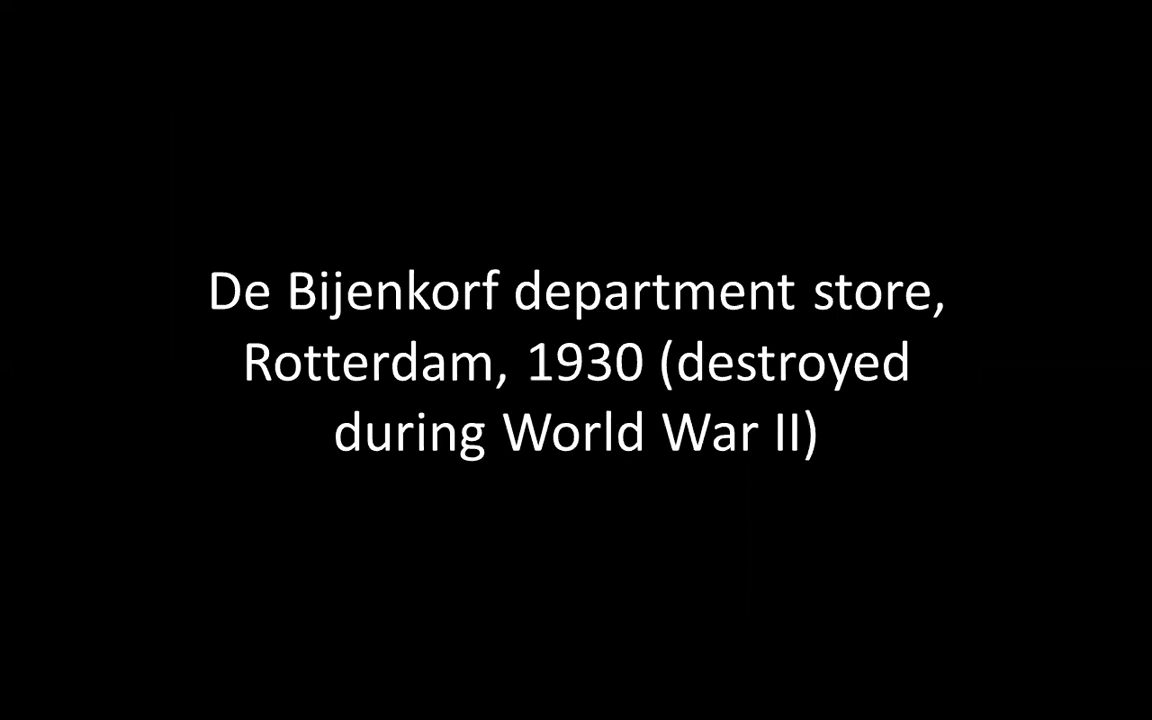 De Bijenkorf department store,
Rotterdam, 1930 (destroyed
during World War II)